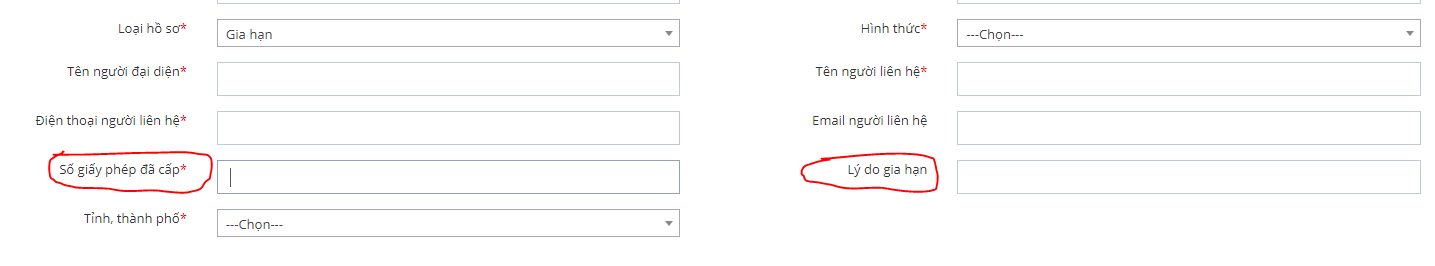 Loại hồ sơ*
Gia hạn
Hình thức*
---Chọn---
Tên người đại diện*
Tên người liên hệ*
Điện thoại người liên hệ*
Email người liên hệ
Số giấy phép đã cấp*
Lý do gia hạn
Tỉnh, thành phố*
---Chọn---